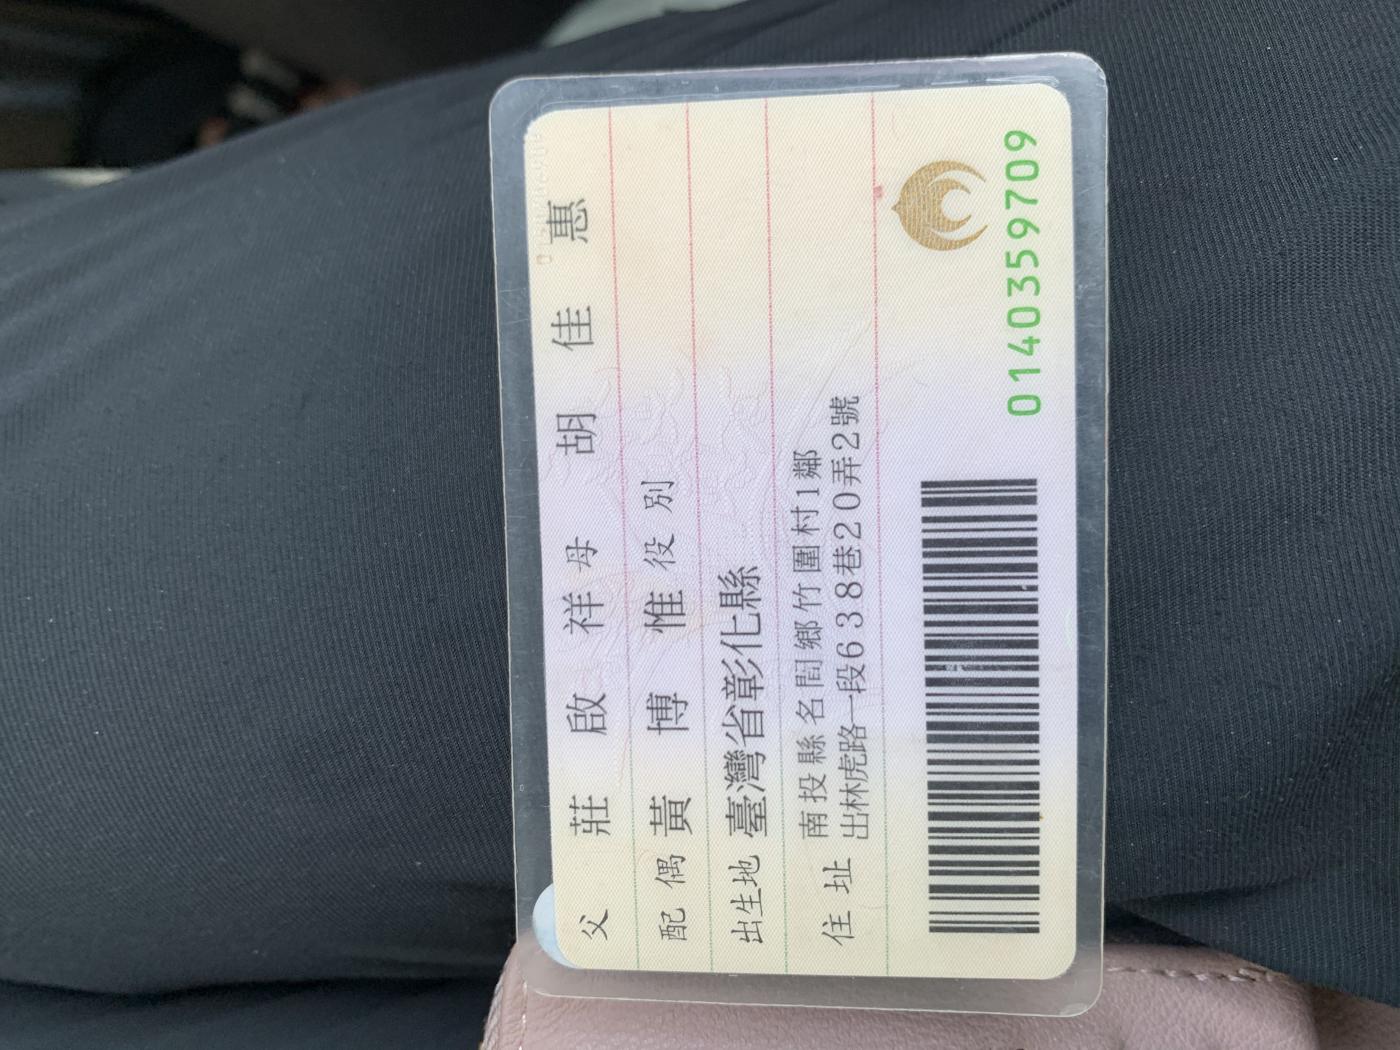 父 莊 啟 祥 母 胡 佳 惠
配 偶 黃 博 惟 役 別
出生地 臺灣省彰化縣
住 址 南投縣名間鄉竹圍村1鄰
出林虎路一段638巷20弄2號
0140359709